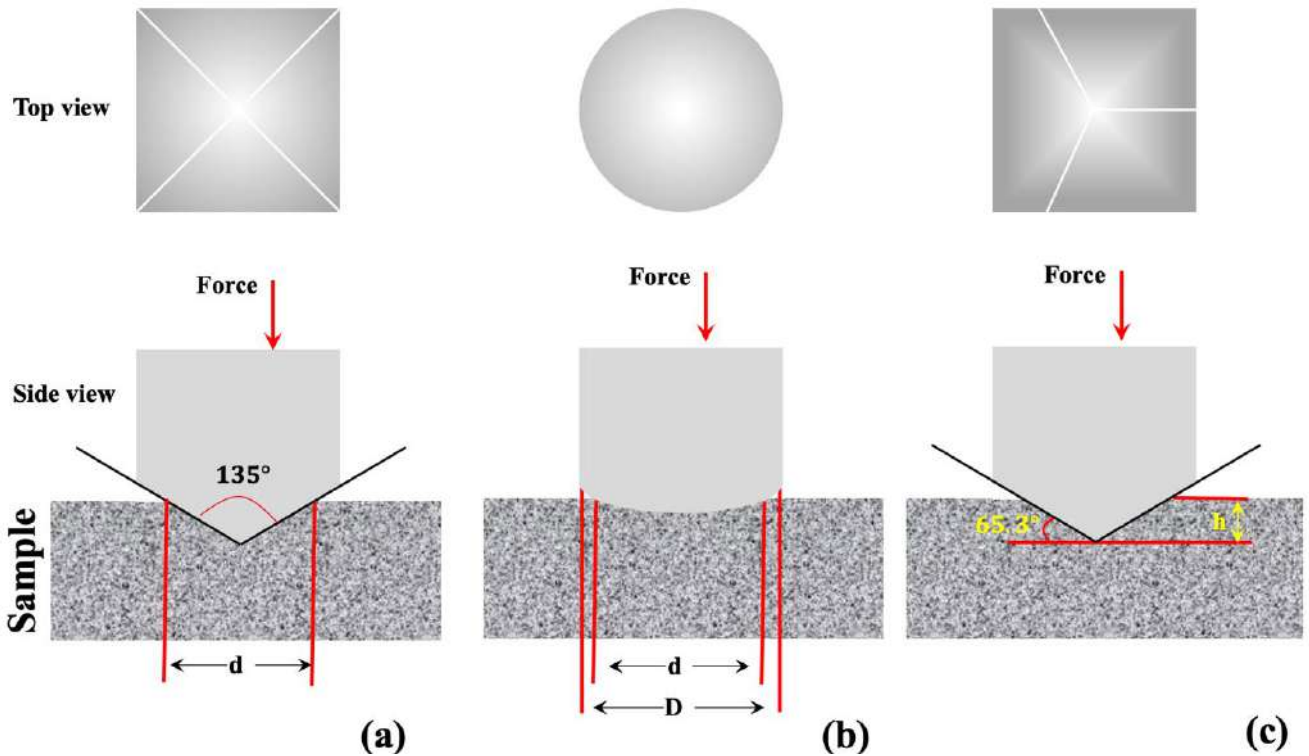 Top view
Force
Force
Force
Side view
135°
65.3°
h
Sample
d
d
D
(a)
(b)
(c)